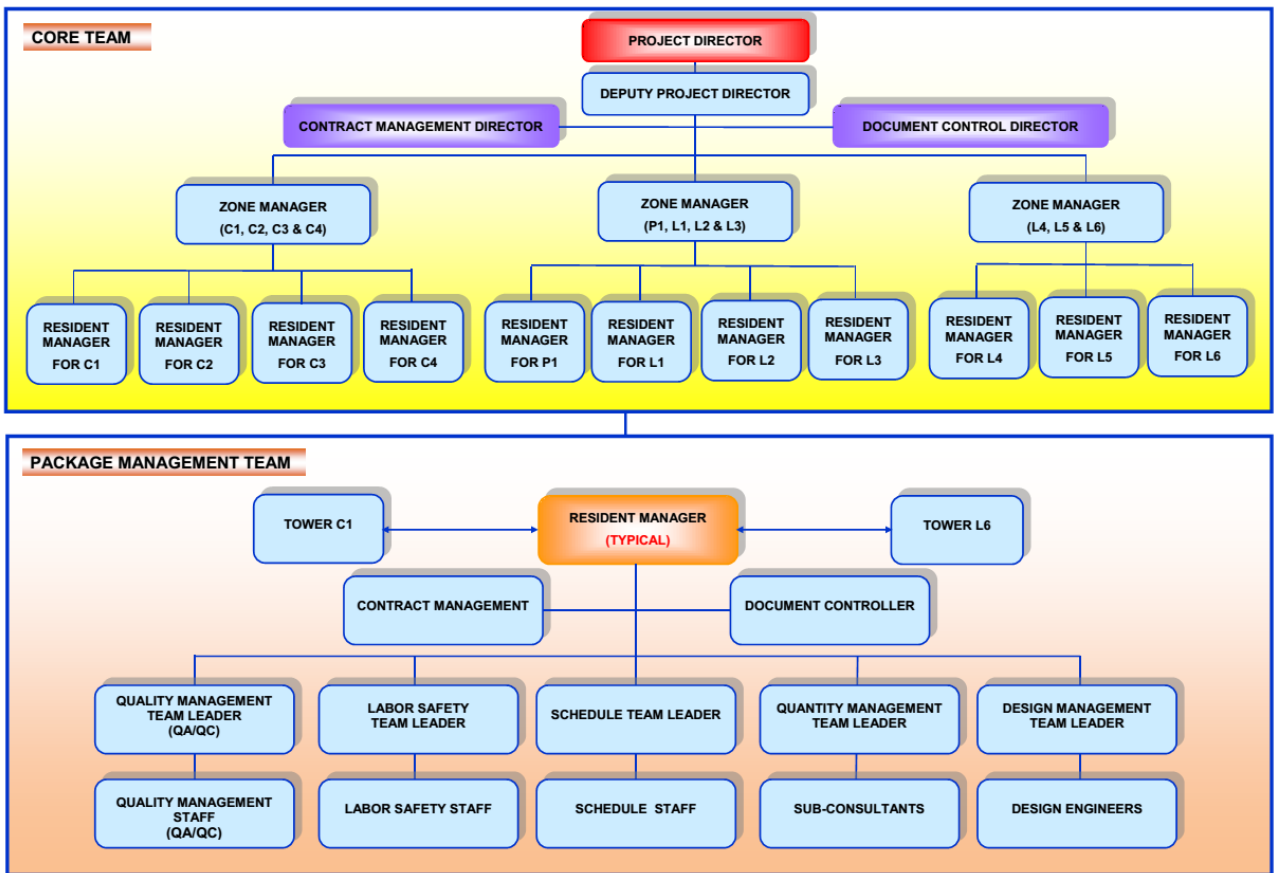 CORE TEAM
PROJECT DIRECTOR
DEPUTY PROJECT DIRECTOR
CONTRACT MANAGEMENT DIRECTOR
DOCUMENT CONTROL DIRECTOR
ZONE MANAGER
(C1, C2, C3 & C4)
ZONE MANAGER
(P1, L1, L2 & L3)
ZONE MANAGER
(L4, L5 & L6)
RESIDENT
MANAGER
FOR C1
RESIDENT
MANAGER
FOR C2
RESIDENT
MANAGER
FOR C3
RESIDENT
MANAGER
FOR C4
RESIDENT
MANAGER
FOR P1
RESIDENT
MANAGER
FOR L1
RESIDENT
MANAGER
FOR L2
RESIDENT
MANAGER
FOR L3
RESIDENT
MANAGER
FOR L4
RESIDENT
MANAGER
FOR L5
RESIDENT
MANAGER
FOR L6
PACKAGE MANAGEMENT TEAM
TOWER C1
RESIDENT MANAGER
(TYPICAL)
TOWER L6
CONTRACT MANAGEMENT
DOCUMENT CONTROLLER
QUALITY MANAGEMENT
TEAM LEADER
(QA/QC)
LABOR SAFETY
TEAM LEADER
SCHEDULE TEAM LEADER
QUANTITY MANAGEMENT
TEAM LEADER
DESIGN MANAGEMENT
TEAM LEADER
QUALITY MANAGEMENT
STAFF
(QA/QC)
LABOR SAFETY STAFF
SCHEDULE STAFF
SUB-CONSULTANTS
DESIGN ENGINEERS